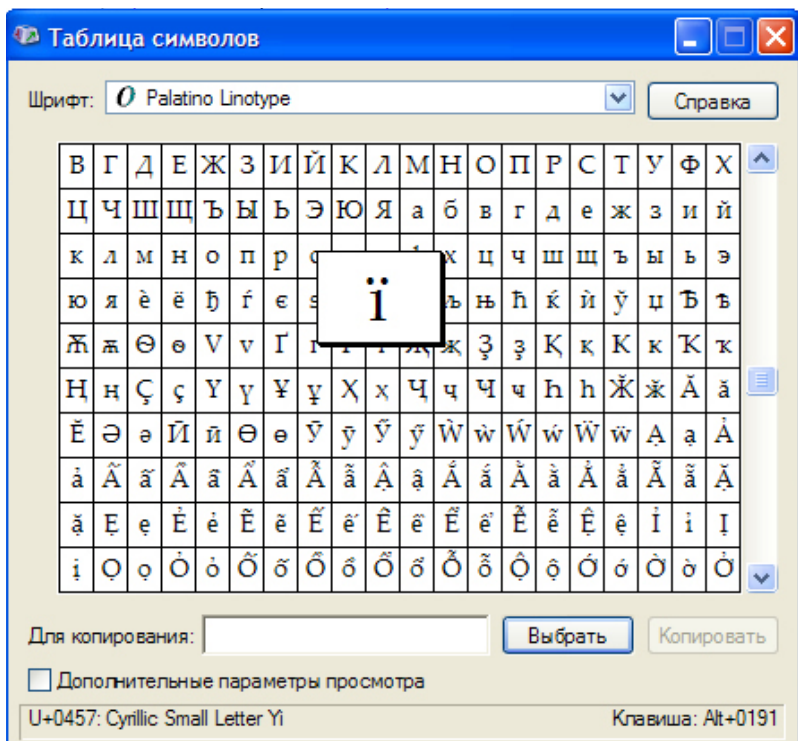 Таблица символов
Шрифт: Palatino Linotype Справка
В Г Д Е Ж З И Й К Л М Н О П Р С Т У Ф Х
Ц Ч Ш Щ Ъ Ы Ь Э Ю Я а б в г д е ж з и й
к л м н о п р х ц ч ш щ ъ ы ь э
ї
ю я ѐ ё ђ ѓ є њ ћ ќ ѝ ў џ Ѣ ѣ
Ѫ ѫ Ѳ ѳ Ѵ ѵ Ґ җ Ҙ ҙ Қ қ Ҝ ҝ Ҡ ҡ
Ң ң Ҫ ҫ Ү ү Ұ ұ Ҳ ҳ Ҷ ҷ Ҹ ҹ Һ һ Ӂ ӂ Ă ă
Ĕ Ә ә Ӣ ӣ Ө ө Ӯ ӯ Ӳ ӳ Ẁ ẁ Ẃ ẃ Ẅ ẅ Ạ ạ Ả
ả Ấ ấ Ầ ầ Ẩ ẩ Ẫ ẫ Ậ ậ Ắ ắ Ằ ằ Ẳ ẳ Ẵ ẵ Ặ
ặ Ẹ ẹ Ẻ ẻ Ẽ ẽ Ế ế Ề ề Ể ể Ễ ễ Ệ ệ Ỉ ỉ Ị
ị Ọ ọ Ỏ ỏ Ố ố Ồ ồ Ổ ổ Ỗ ỗ Ộ ộ Ớ ớ Ờ ờ Ở
Для копирования: Выбрать Копировать
Дополнительные параметры просмотра
U+0457: Cyrillic Small Letter Yi Клавиша: Alt+0191